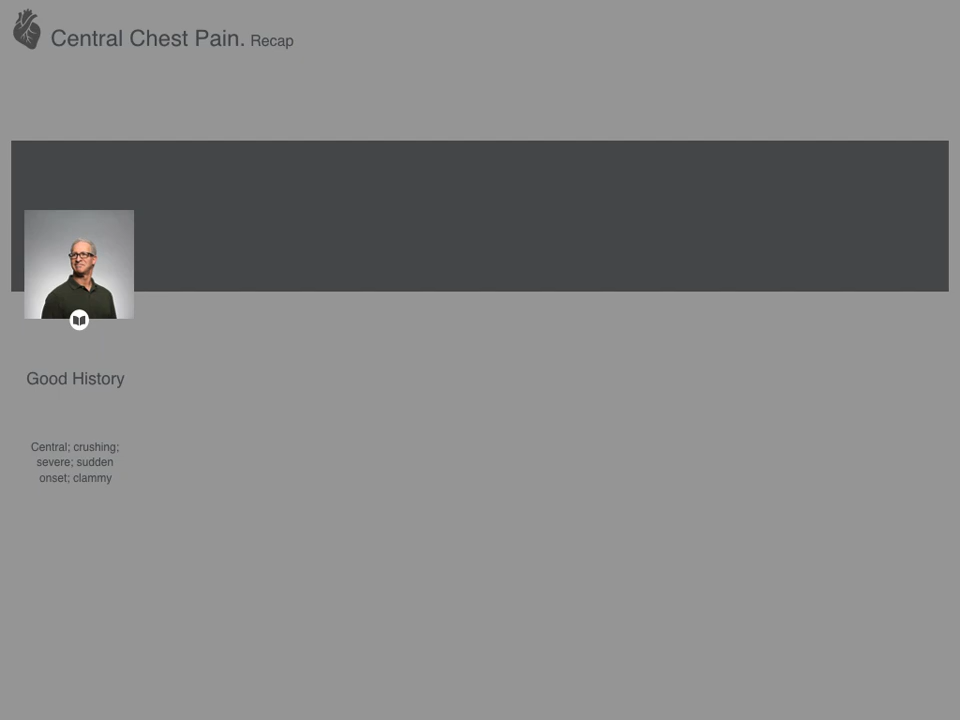 Central Chest Pain. Recap
Good History
Central; crushing;
severe; sudden
onset; clammy